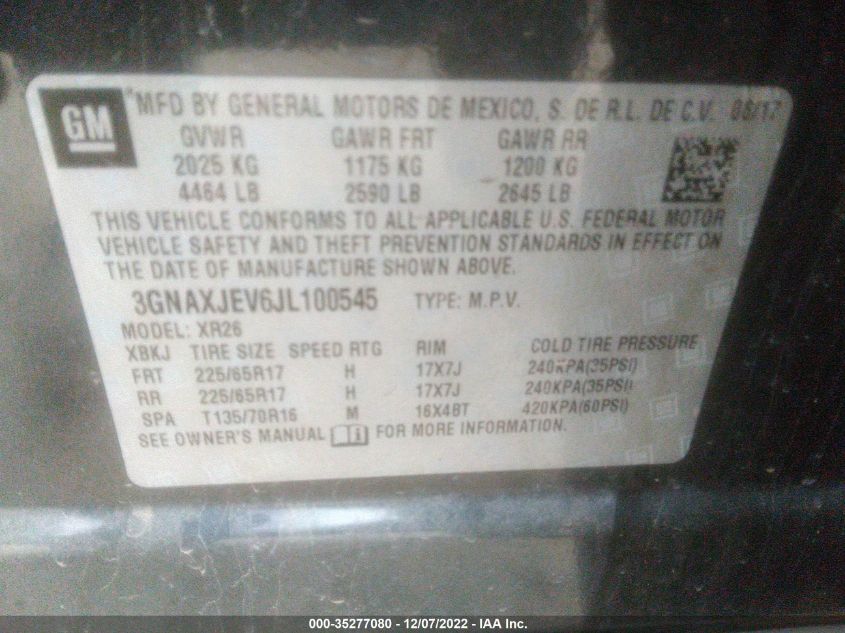 GM
*MFD BY GENERAL MOTORS DE MEXICO, S. DE R.L. DE C.V. 08/17
GVWR GAWR FRT GAWR RR
2025 KG 1175 KG 1200 KG
4464 LB 2590 LB 2645 LB
THIS VEHICLE CONFORMS TO ALL APPLICABLE U.S. FEDERAL MOTOR
VEHICLE SAFETY AND THEFT PREVENTION STANDARDS IN EFFECT ON
THE DATE OF MANUFACTURE SHOWN ABOVE.
3GNAXJEV6JL100545 TYPE: M.P.V.
MODEL: XR26
XBKJ TIRE SIZE SPEED RTG RIM COLD TIRE PRESSURE
FRT 225/65R17 H 17X7J 240KPA(35PSI)
RR 225/65R17 H 17X7J 240KPA(35PSI)
SPA T135/70R16 M 16X4BT 420KPA(60PSI)
SEE OWNER'S MANUAL FOR MORE INFORMATION.
000-35277080 - 12/07/2022 - IAA Inc.